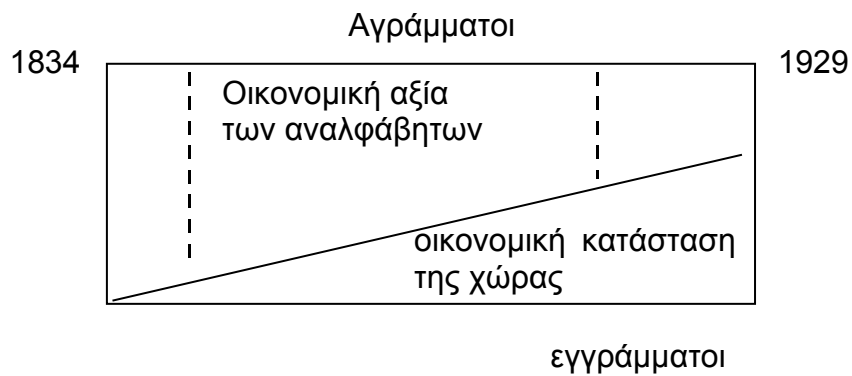 Αγράμματοι
1834
1929
Οικονομική αξία
των αναλφάβητων
οικονομική κατάσταση
της χώρας
εγγράμματοι